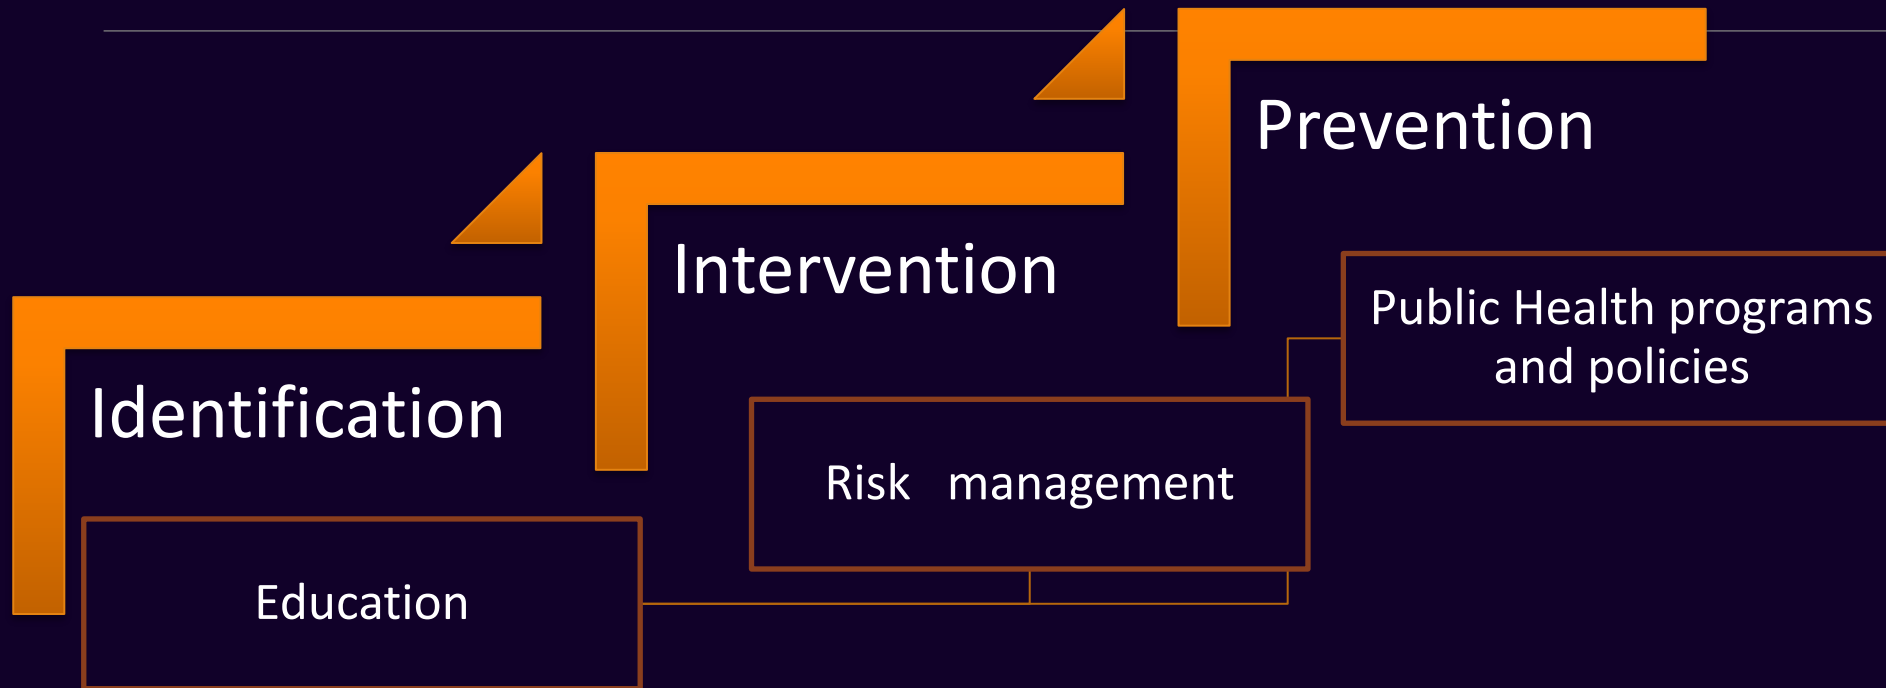 Prevention
Intervention
Identification
Public Health programs
and policies
Risk   management
Education